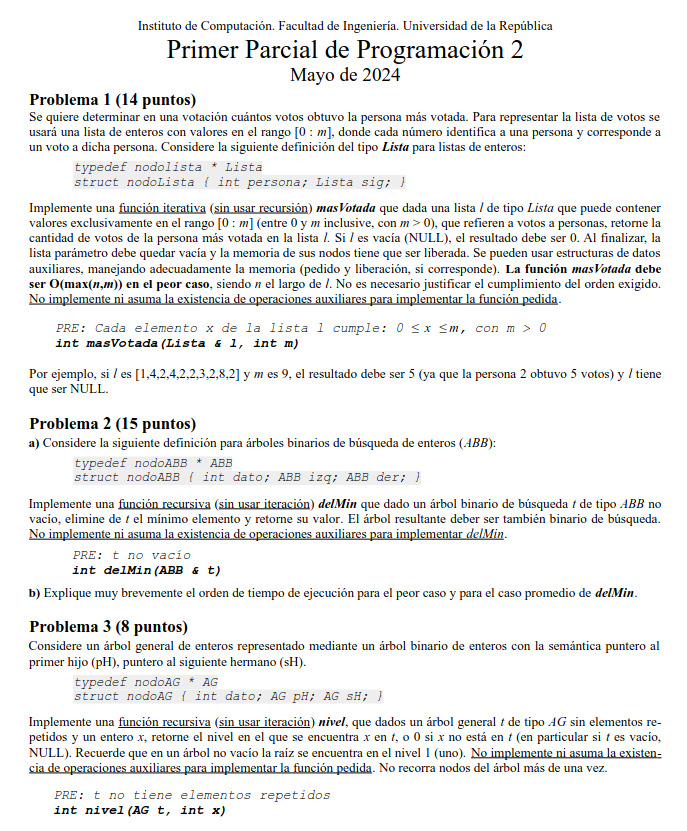 Instituto de Computación. Facultad de Ingeniería. Universidad de la República
Primer Parcial de Programación 2
Mayo de 2024
Problema 1 (14 puntos)
Se quiere determinar en una votación cuántos votos obtuvo la persona más votada. Para representar la lista de votos se
usará una lista de enteros con valores en el rango [0 : m], donde cada número identifica a una persona y corresponde a
un voto a dicha persona. Considere la siguiente definición del tipo Lista para listas de enteros:
typedef nodolista * Lista
struct nodoLista { int persona; Lista sig; }
Implemente una función iterativa (sin usar recursión) masVotada que dada una lista l de tipo Lista que puede contener
valores exclusivamente en el rango [0 : m] (entre 0 y m inclusive, con m > 0), que refieren a votos a personas, retorne la
cantidad de votos de la persona más votada en la lista l. Si l es vacía (NULL), el resultado debe ser 0. Al finalizar, la
lista parámetro debe quedar vacía y la memoria de sus nodos tiene que ser liberada. Se pueden usar estructuras de datos
auxiliares, manejando adecuadamente la memoria (pedido y liberación, si corresponde). La función masVotada debe
ser O(max(n,m)) en el peor caso, siendo n el largo de l. No es necesario justificar el cumplimiento del orden exigido.
No implemente ni asuma la existencia de operaciones auxiliares para implementar la función pedida.
PRE: Cada elemento x de la lista l cumple: 0 ≤ x ≤m, con m > 0
int masVotada(Lista & l, int m)
Por ejemplo, si l es [1,4,2,4,2,2,3,2,8,2] y m es 9, el resultado debe ser 5 (ya que la persona 2 obtuvo 5 votos) y l tiene
que ser NULL.
Problema 2 (15 puntos)
a) Considere la siguiente definición para árboles binarios de búsqueda de enteros (ABB):
typedef nodoABB * ABB
struct nodoABB { int dato; ABB izq; ABB der; }
Implemente una función recursiva (sin usar iteración) delMin que dado un árbol binario de búsqueda t de tipo ABB no
vacío, elimine de t el mínimo elemento y retorne su valor. El árbol resultante deber ser también binario de búsqueda.
No implemente ni asuma la existencia de operaciones auxiliares para implementar delMin.
PRE: t no vacío
int delMin(ABB & t)
b) Explique muy brevemente el orden de tiempo de ejecución para el peor caso y para el caso promedio de delMin.
Problema 3 (8 puntos)
Considere un árbol general de enteros representado mediante un árbol binario de enteros con la semántica puntero al
primer hijo (pH), puntero al siguiente hermano (sH).
typedef nodoAG * AG
struct nodoAG { int dato; AG pH; AG sH; }
Implemente una función recursiva (sin usar iteración) nivel, que dados un árbol general t de tipo AG sin elementos re-
petidos y un entero x, retorne el nivel en el que se encuentra x en t, o 0 si x no está en t (en particular si t es vacío,
NULL). Recuerde que en un árbol no vacío la raíz se encuentra en el nivel 1 (uno). No implemente ni asuma la existen-
cia de operaciones auxiliares para implementar la función pedida. No recorra nodos del árbol más de una vez.
PRE: t no tiene elementos repetidos
int nivel(AG t, int x)